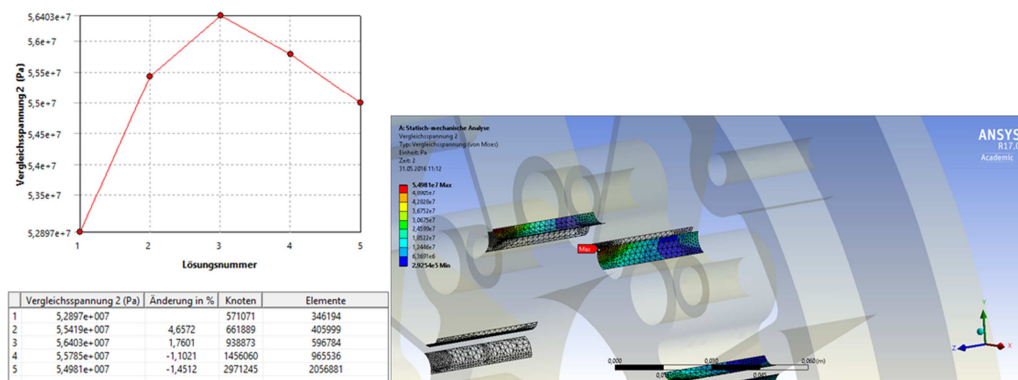 5,6403e+7
5,6e+7
5,55e+7
5,5e+7
5,45e+7
5,4e+7
5,35e+7
5,2897e+7
Vergleichsspannung 2 (Pa)
1 2 3 4 5
Lösungsnummer
Vergleichsspannung 2 (Pa) Änderung in % Knoten Elemente
1 5,2897e+007 571071 346194
2 5,5419e+007 4,6572 661889 405999
3 5,6403e+007 1,7601 938873 596784
4 5,5785e+007 -1,1021 1456060 965536
5 5,4981e+007 -1,4512 2971245 2056881
A: Statisch-mechanische Analyse
Vergleichsspannung 2
Typ: Vergleichsspannung (von Mises)
Einheit: Pa
Zeit: 2
31.05.2016 11:12
5,4981e7 Max
4,2828e7
3,6752e7
3,0675e7
2,4599e7
1,8522e7
1,2446e7
6,3691e6
2,9254e5 Min
Max
ANSYS
R17.0
Academic
Y
Z
X
0,000
0,060 (m)